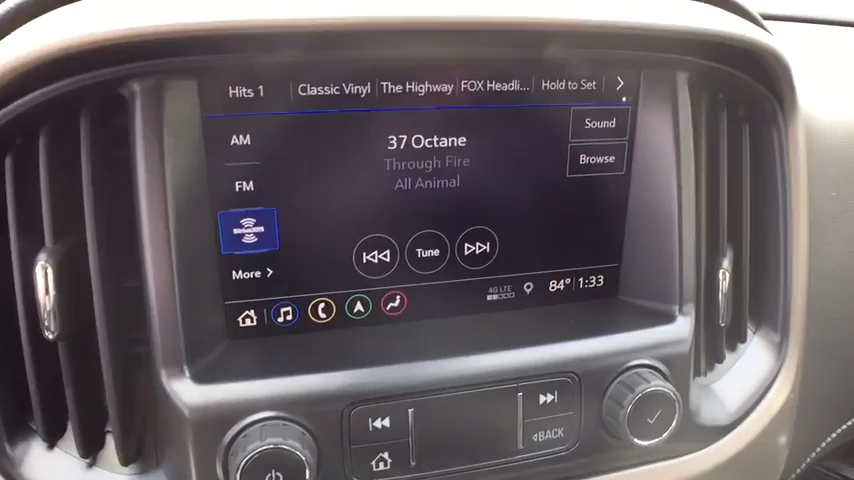 Hits 1
Classic Vinyl
The Highway
FOX Headli...
Hold to Set
AM
37 Octane
Sound
Through Fire
Browse
FM
All Animal
SiriusXM
Tune
More
4G LTE
84° 1:33
BACK